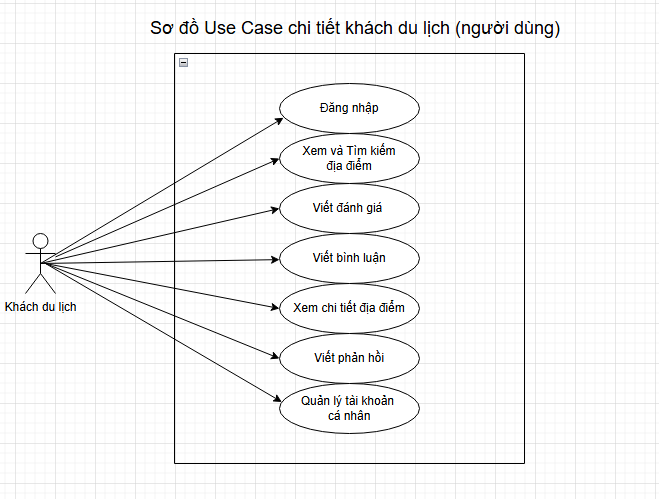 Sơ đồ Use Case chi tiết khách du lịch (người dùng)
Đăng nhập
Xem và Tìm kiếm
địa điểm
Viết đánh giá
Viết bình luận
Khách du lịch
Xem chi tiết địa điểm
Viết phản hồi
Quản lý tài khoản
cá nhân